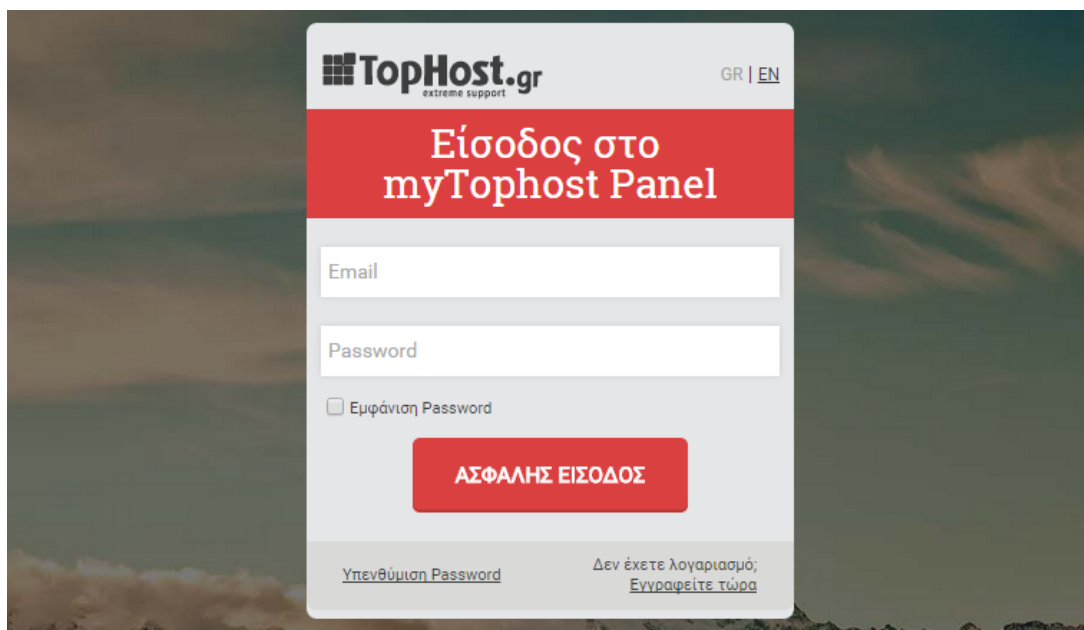 TopHost.gr
extreme support
GR | EN
Είσοδος στο
myTophost Panel
Email
Password
Εμφάνιση Password
ΑΣΦΑΛΗΣ ΕΙΣΟΔΟΣ
Υπενθύμιση Password
Δεν έχετε λογαριασμό;
Εγγραφείτε τώρα